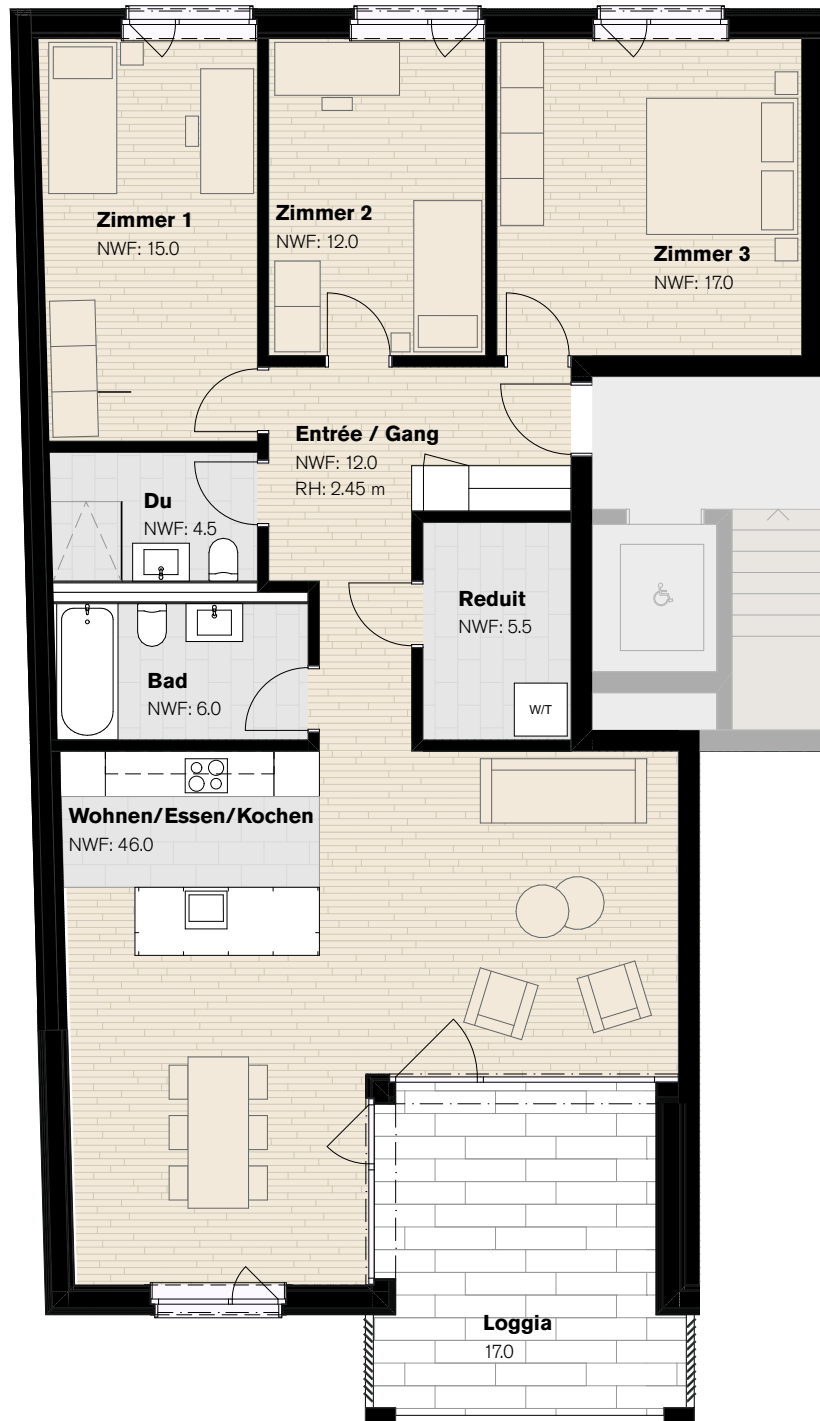 Zimmer 1
NWF: 15.0
Zimmer 2
NWF: 12.0
Zimmer 3
NWF: 17.0
Entrée / Gang
NWF: 12.0
RH: 2.45 m
Du
NWF: 4.5
Reduit
NWF: 5.5
Bad
NWF: 6.0
W/T
Wohnen/Essen/Kochen
NWF: 46.0
Loggia
17.0